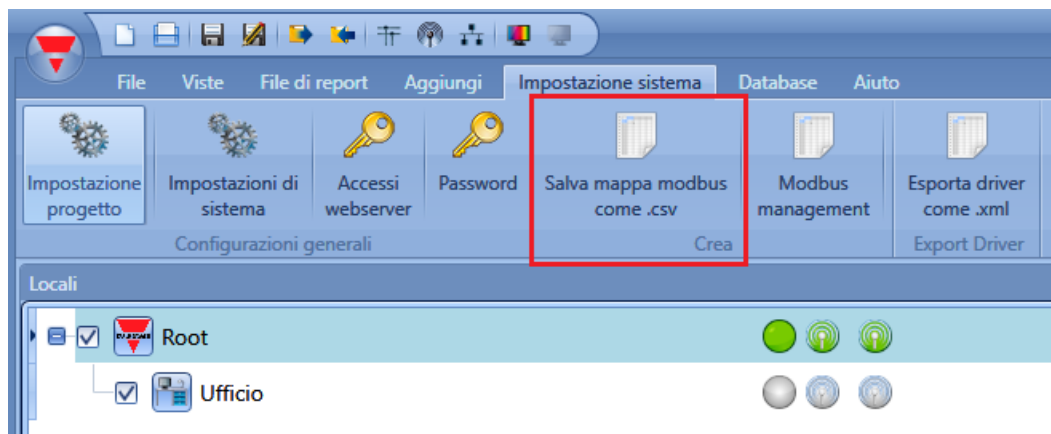 File Viste File di report Aggiungi Impostazione sistema Database Aiuto
Impostazione progetto
Impostazioni di sistema
Accessi webserver
Password
Salva mappa modbus come .csv
Modbus management
Esporta driver come .xml
Configurazioni generali
Crea
Export Driver
Locali
Root
Ufficio